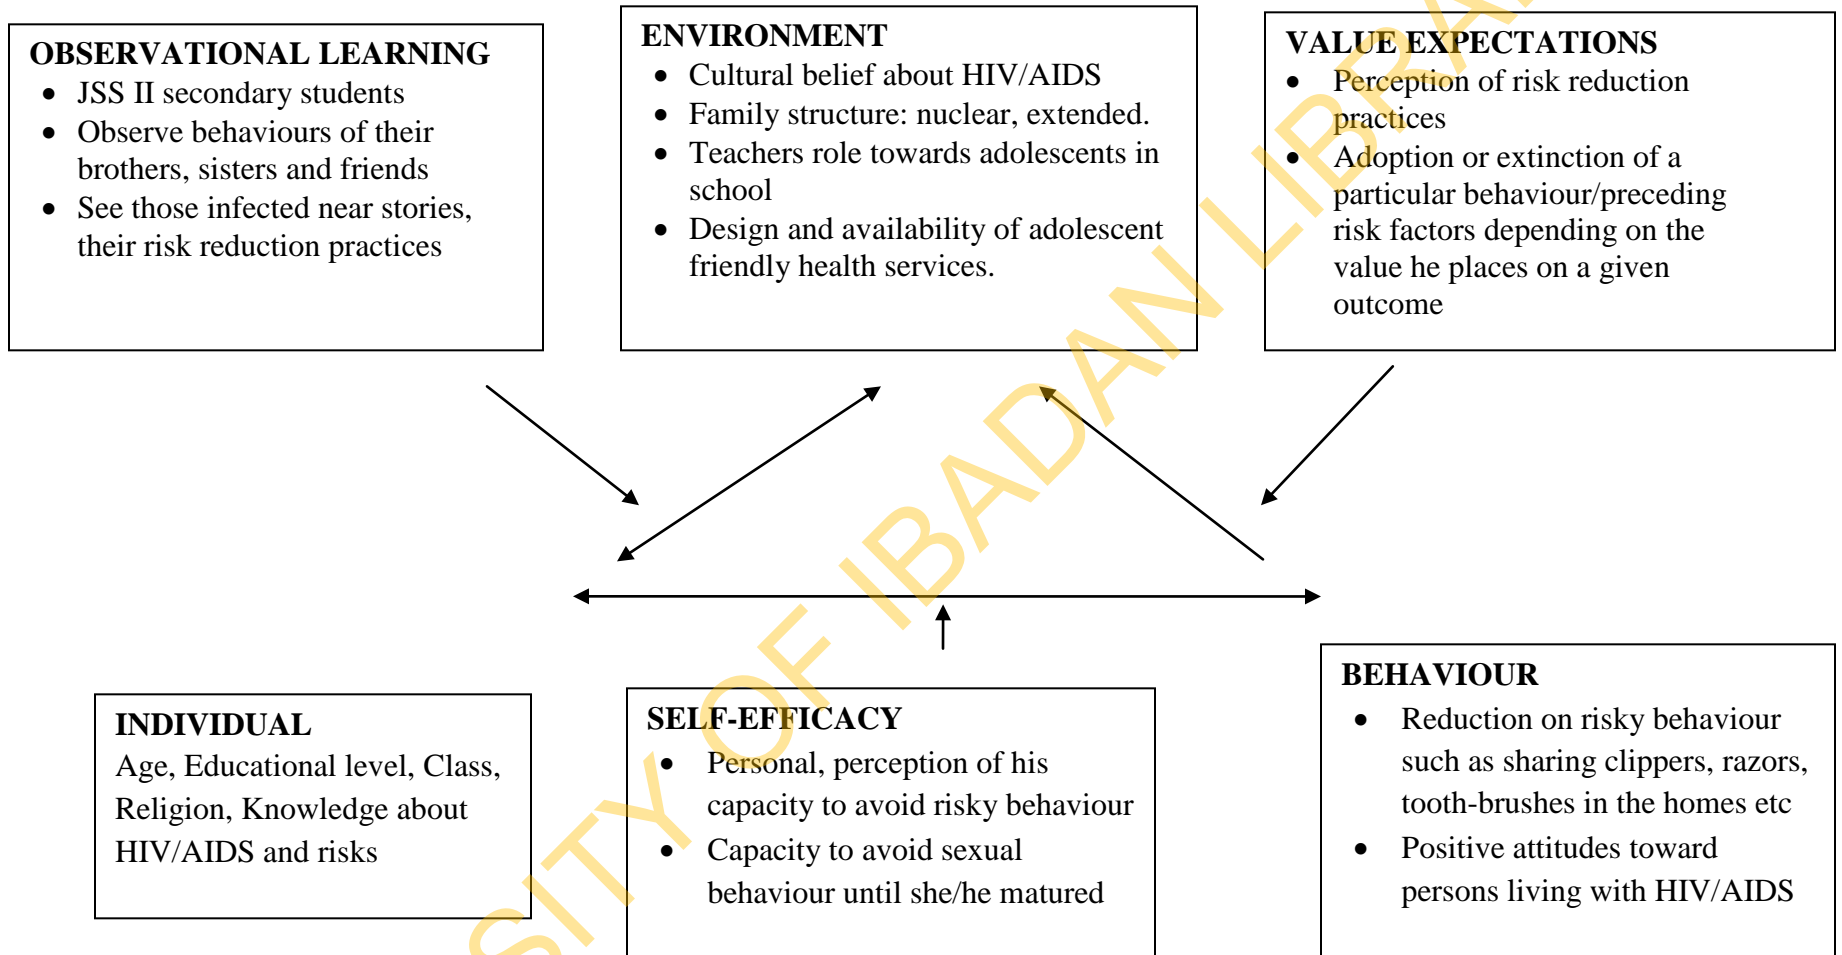 OBSERVATIONAL LEARNING
• JSS II secondary students
• Observe behaviours of their
brothers, sisters and friends
• See those infected near stories,
their risk reduction practices
ENVIRONMENT
• Cultural belief about HIV/AIDS
• Family structure: nuclear, extended.
• Teachers role towards adolescents in
school
• Design and availability of adolescent
friendly health services.
VALUE EXPECTATIONS
• Perception of risk reduction
practices
• Adoption or extinction of a
particular behaviour/preceding
risk factors depending on the
value he places on a given
outcome
INDIVIDUAL
Age, Educational level, Class,
Religion, Knowledge about
HIV/AIDS and risks
SELF-EFFICACY
• Personal, perception of his
capacity to avoid risky behaviour
• Capacity to avoid sexual
behaviour until she/he matured
BEHAVIOUR
• Reduction on risky behaviour
such as sharing clippers, razors,
tooth-brushes in the homes etc
• Positive attitudes toward
persons living with HIV/AIDS
SITY OF IBADAN LIBRA